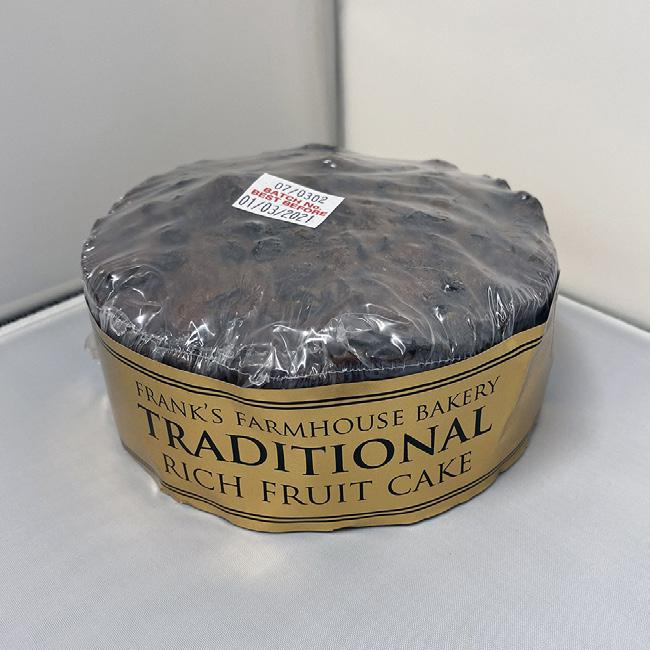 07/0302
BATCH No.
BEST BEFORE
01/03/2021
FRANK'S FARMHOUSE BAKERY
TRADITIONAL
RICH FRUIT CAKE